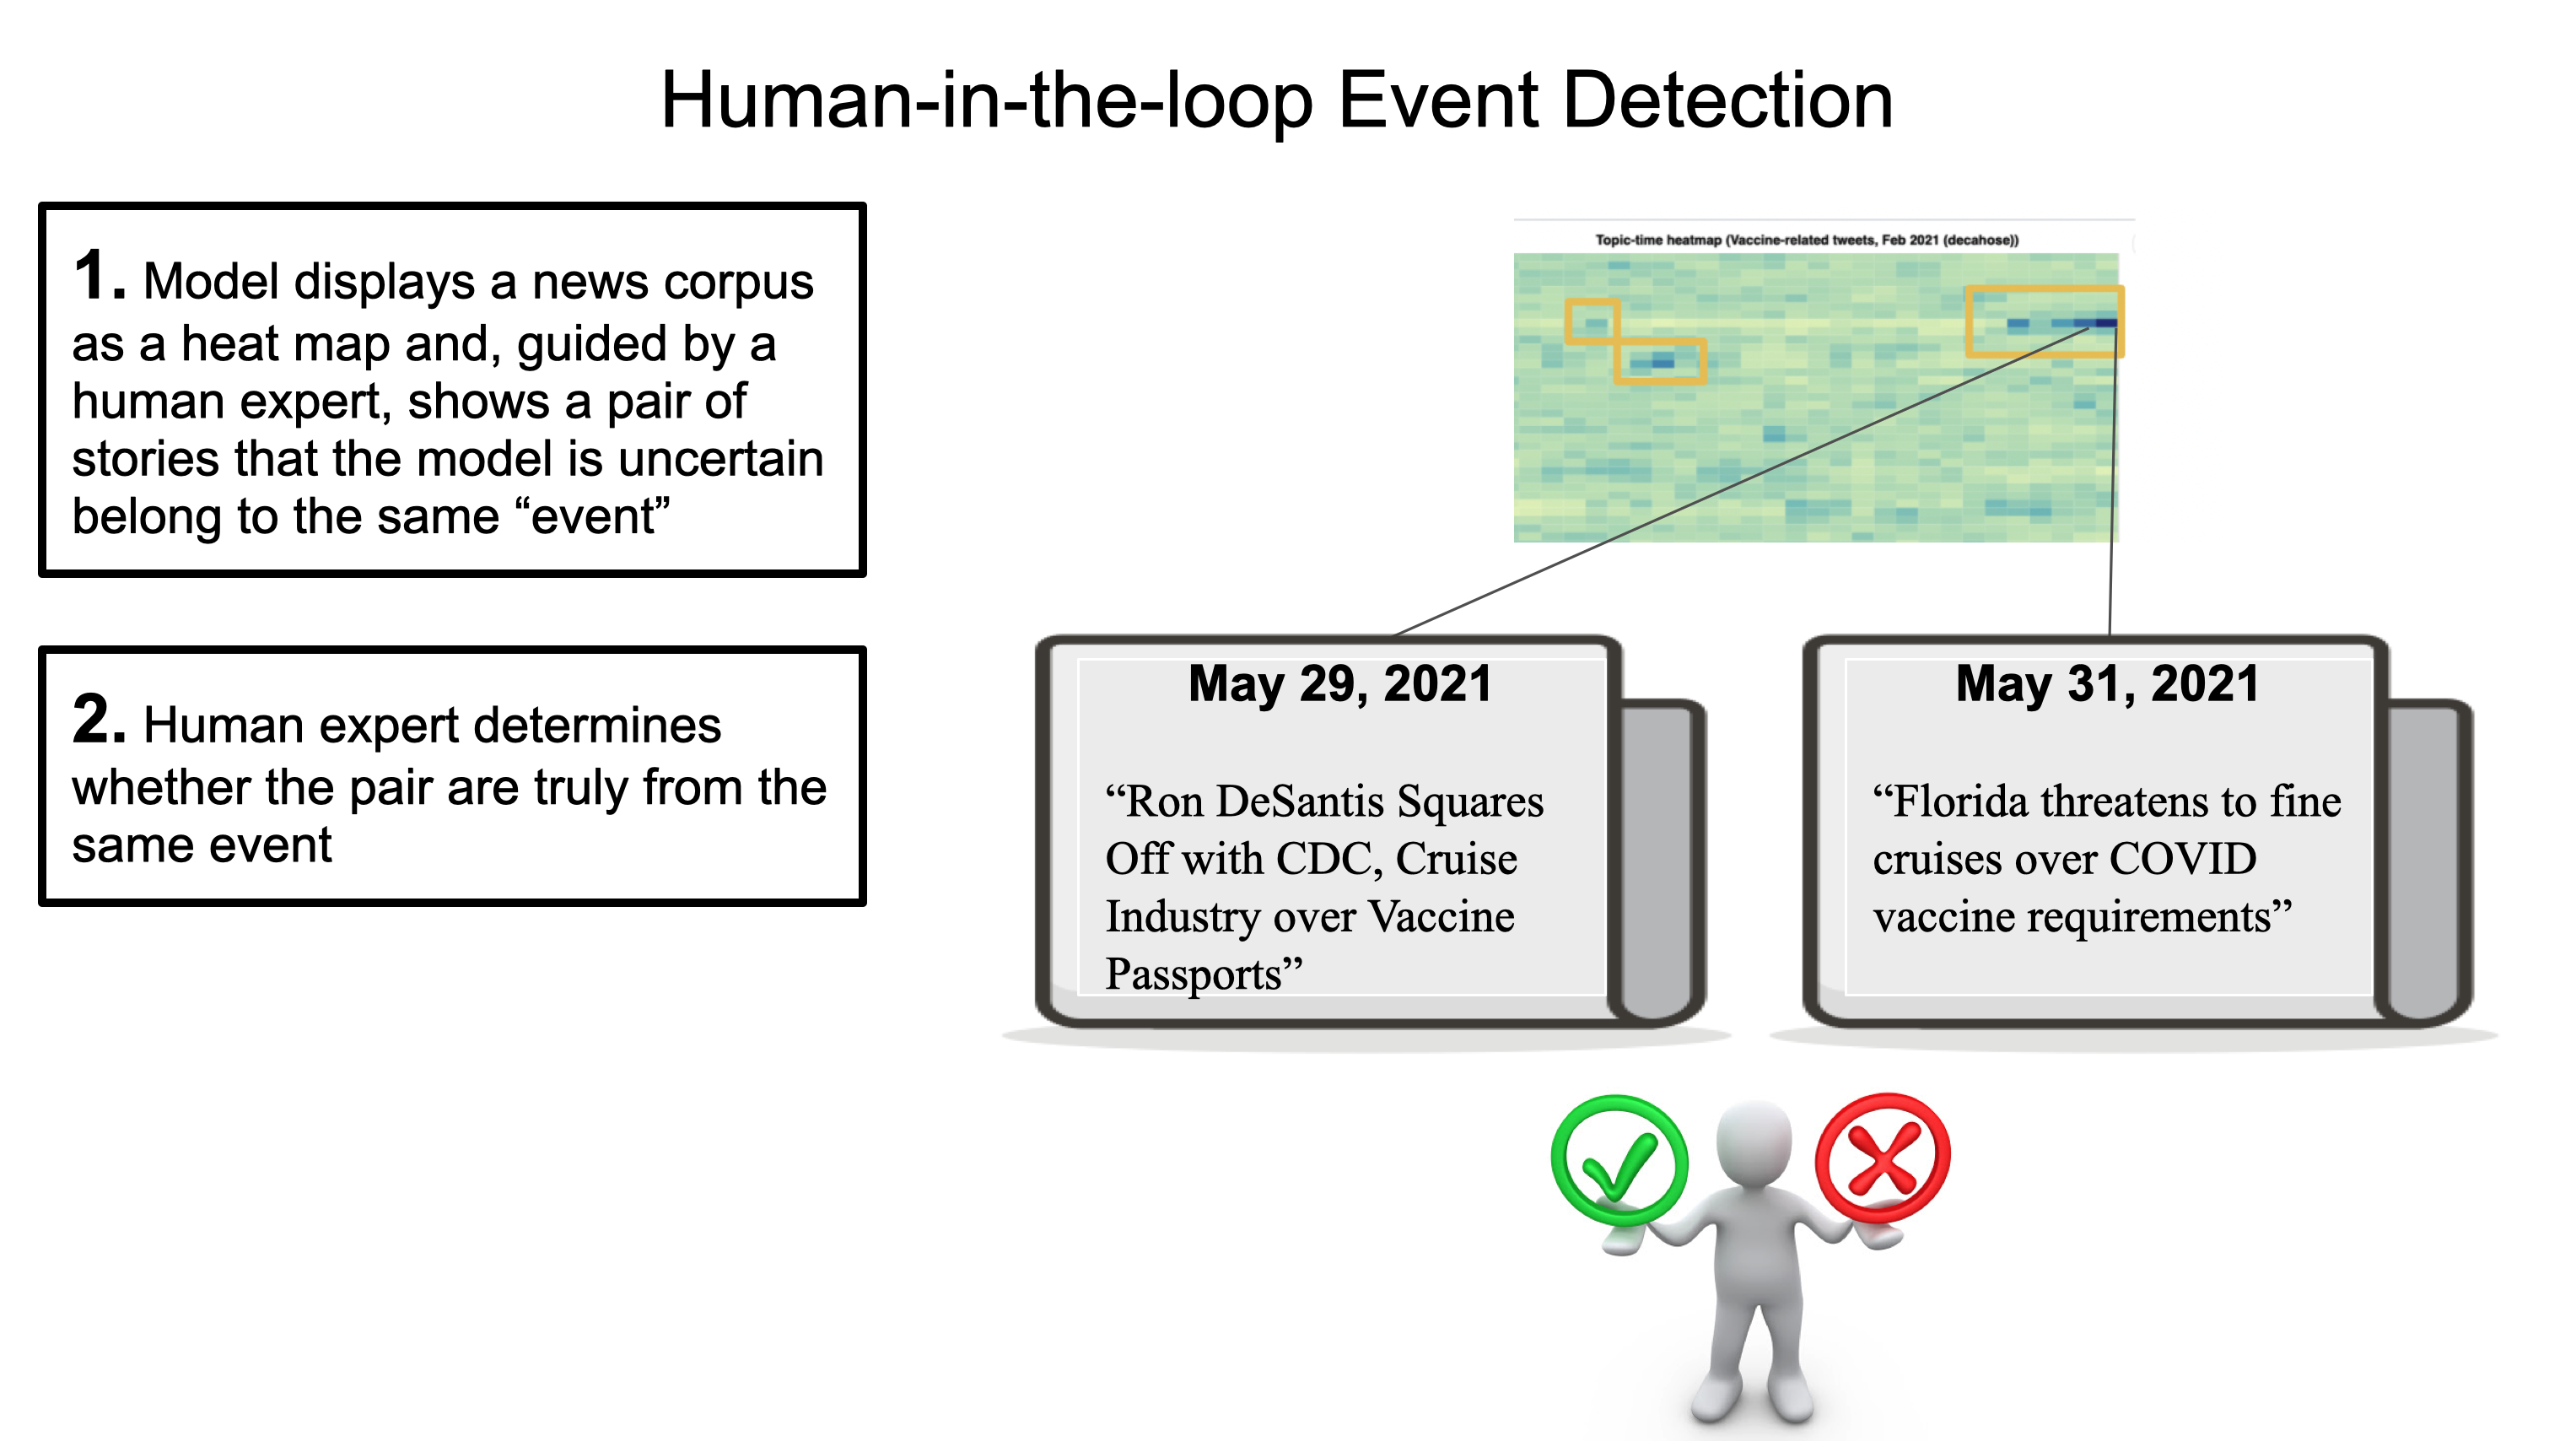 Human-in-the-loop Event Detection
1. Model displays a news corpus
as a heat map and, guided by a
human expert, shows a pair of
stories that the model is uncertain
belong to the same “event”
2. Human expert determines
whether the pair are truly from the
same event
Topic-time heatmap (Vaccine-related tweets, Feb 2021 (decahose))
May 29, 2021
“Ron DeSantis Squares
Off with CDC, Cruise
Industry over Vaccine
Passports”
May 31, 2021
“Florida threatens to fine
cruises over COVID
vaccine requirements”